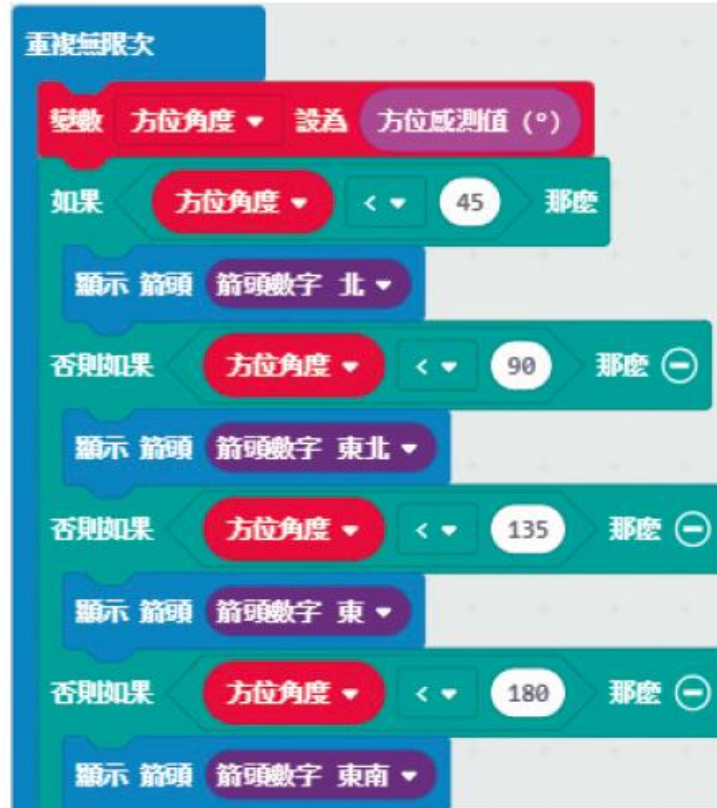 重複無限次
變數 方位角度 設為 方位感測值 (°)
如果 方位角度 < 45 那麼
顯示 箭頭 箭頭數字 北
否則如果 方位角度 < 90 那麼
顯示 箭頭 箭頭數字 東北
否則如果 方位角度 < 135 那麼
顯示 箭頭 箭頭數字 東
否則如果 方位角度 < 180 那麼
顯示 箭頭 箭頭數字 東南